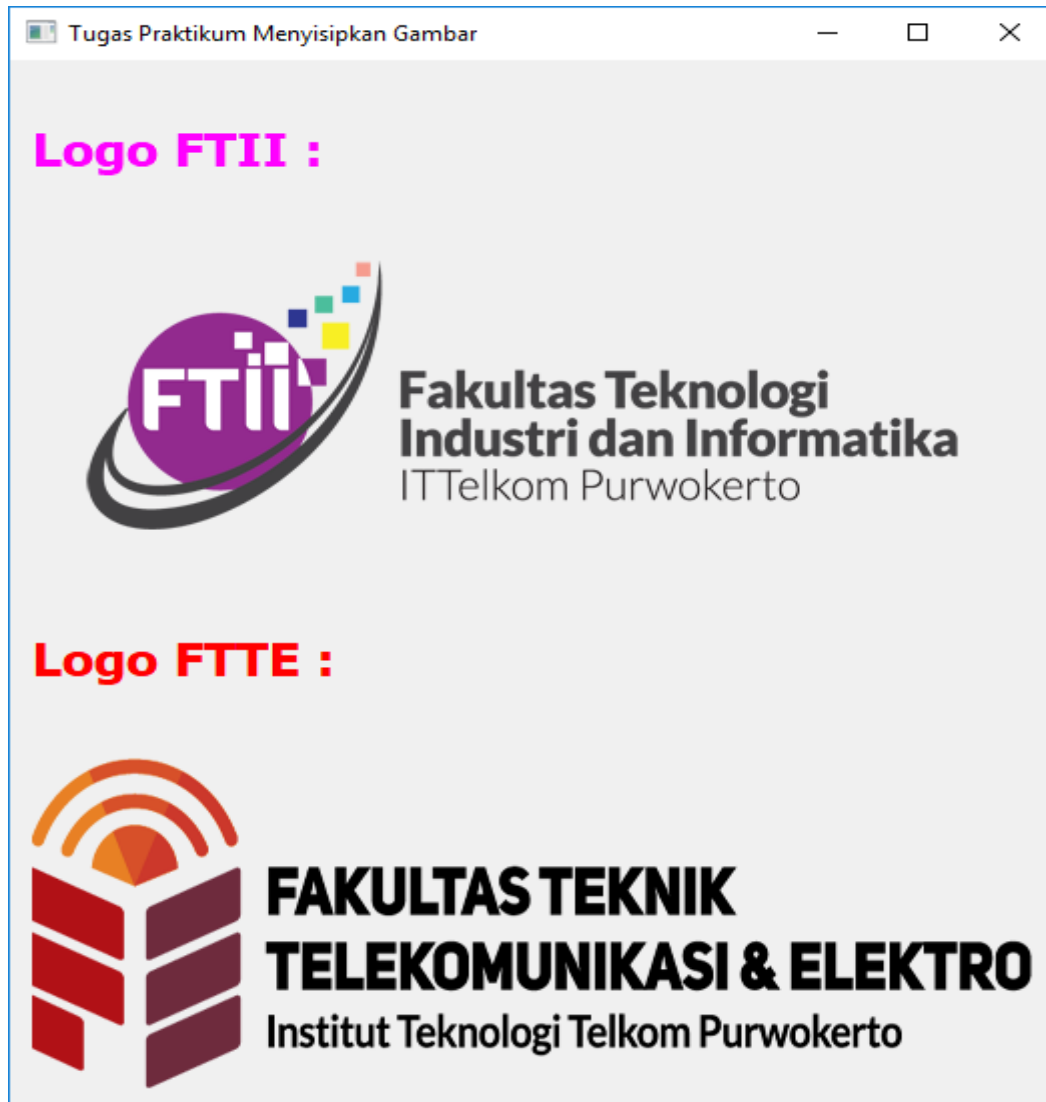 Tugas Praktikum Menyisipkan Gambar
Logo FTII :
FTII
Fakultas Teknologi
Industri dan Informatika
ITTelkom Purwokerto
Logo FTTE :
FAKULTAS TEKNIK
TELEKOMUNIKASI & ELEKTRO
Institut Teknologi Telkom Purwokerto